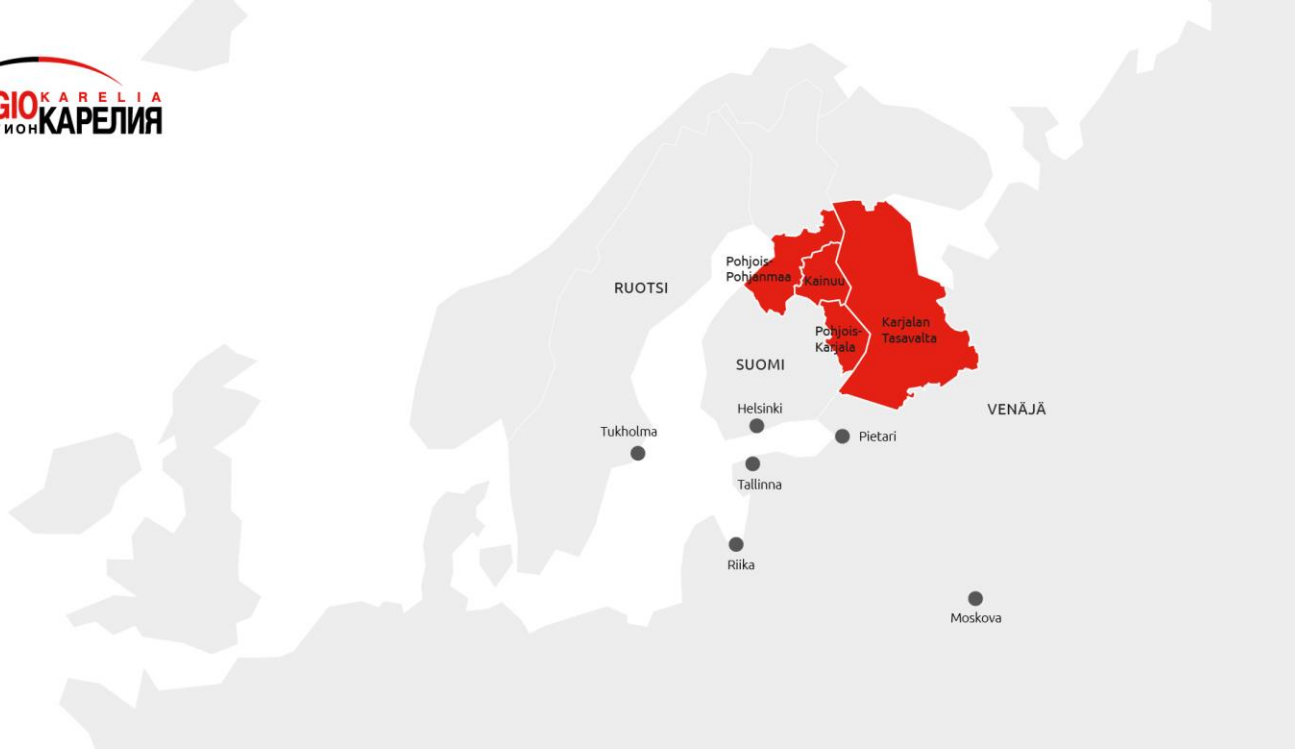 GIO KARELIA
ион КАРЕЛИЯ
Pohjois-
Pohjanmaa
Kainuu
RUOTSI
Karjalan
Tasavalta
Pohjois-
Karjala
SUOMI
VENÄJÄ
Helsinki
Tukholma
Pietari
Tallinna
Riika
Moskova